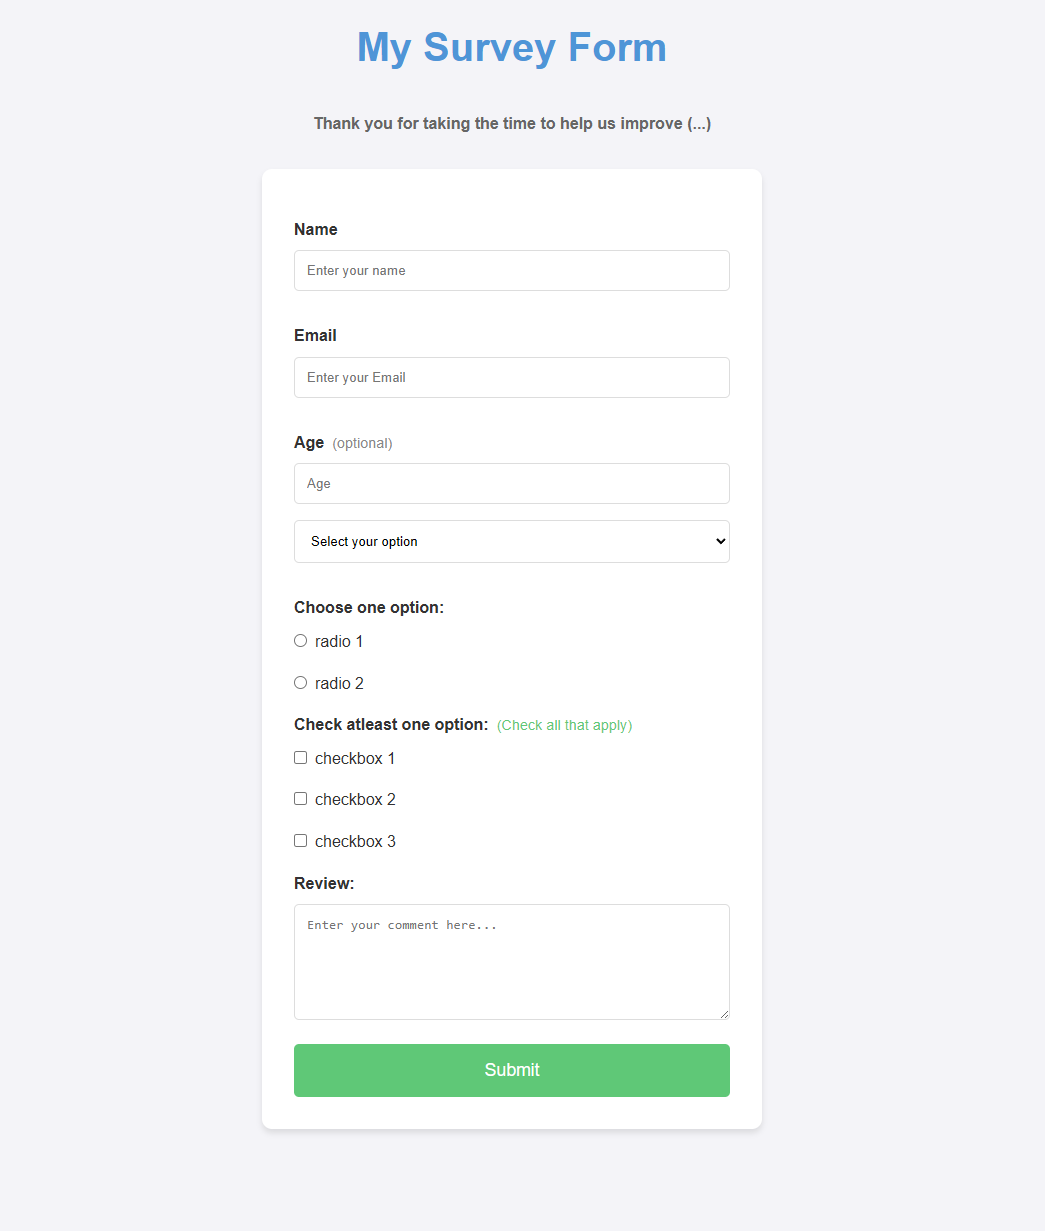 My Survey Form
Thank you for taking the time to help us improve (...)
Name
Enter your name
Email
Enter your Email
Age (optional)
Age
Select your option
Choose one option:
radio 1
radio 2
Check atleast one option: (Check all that apply)
checkbox 1
checkbox 2
checkbox 3
Review:
Enter your comment here...
Submit